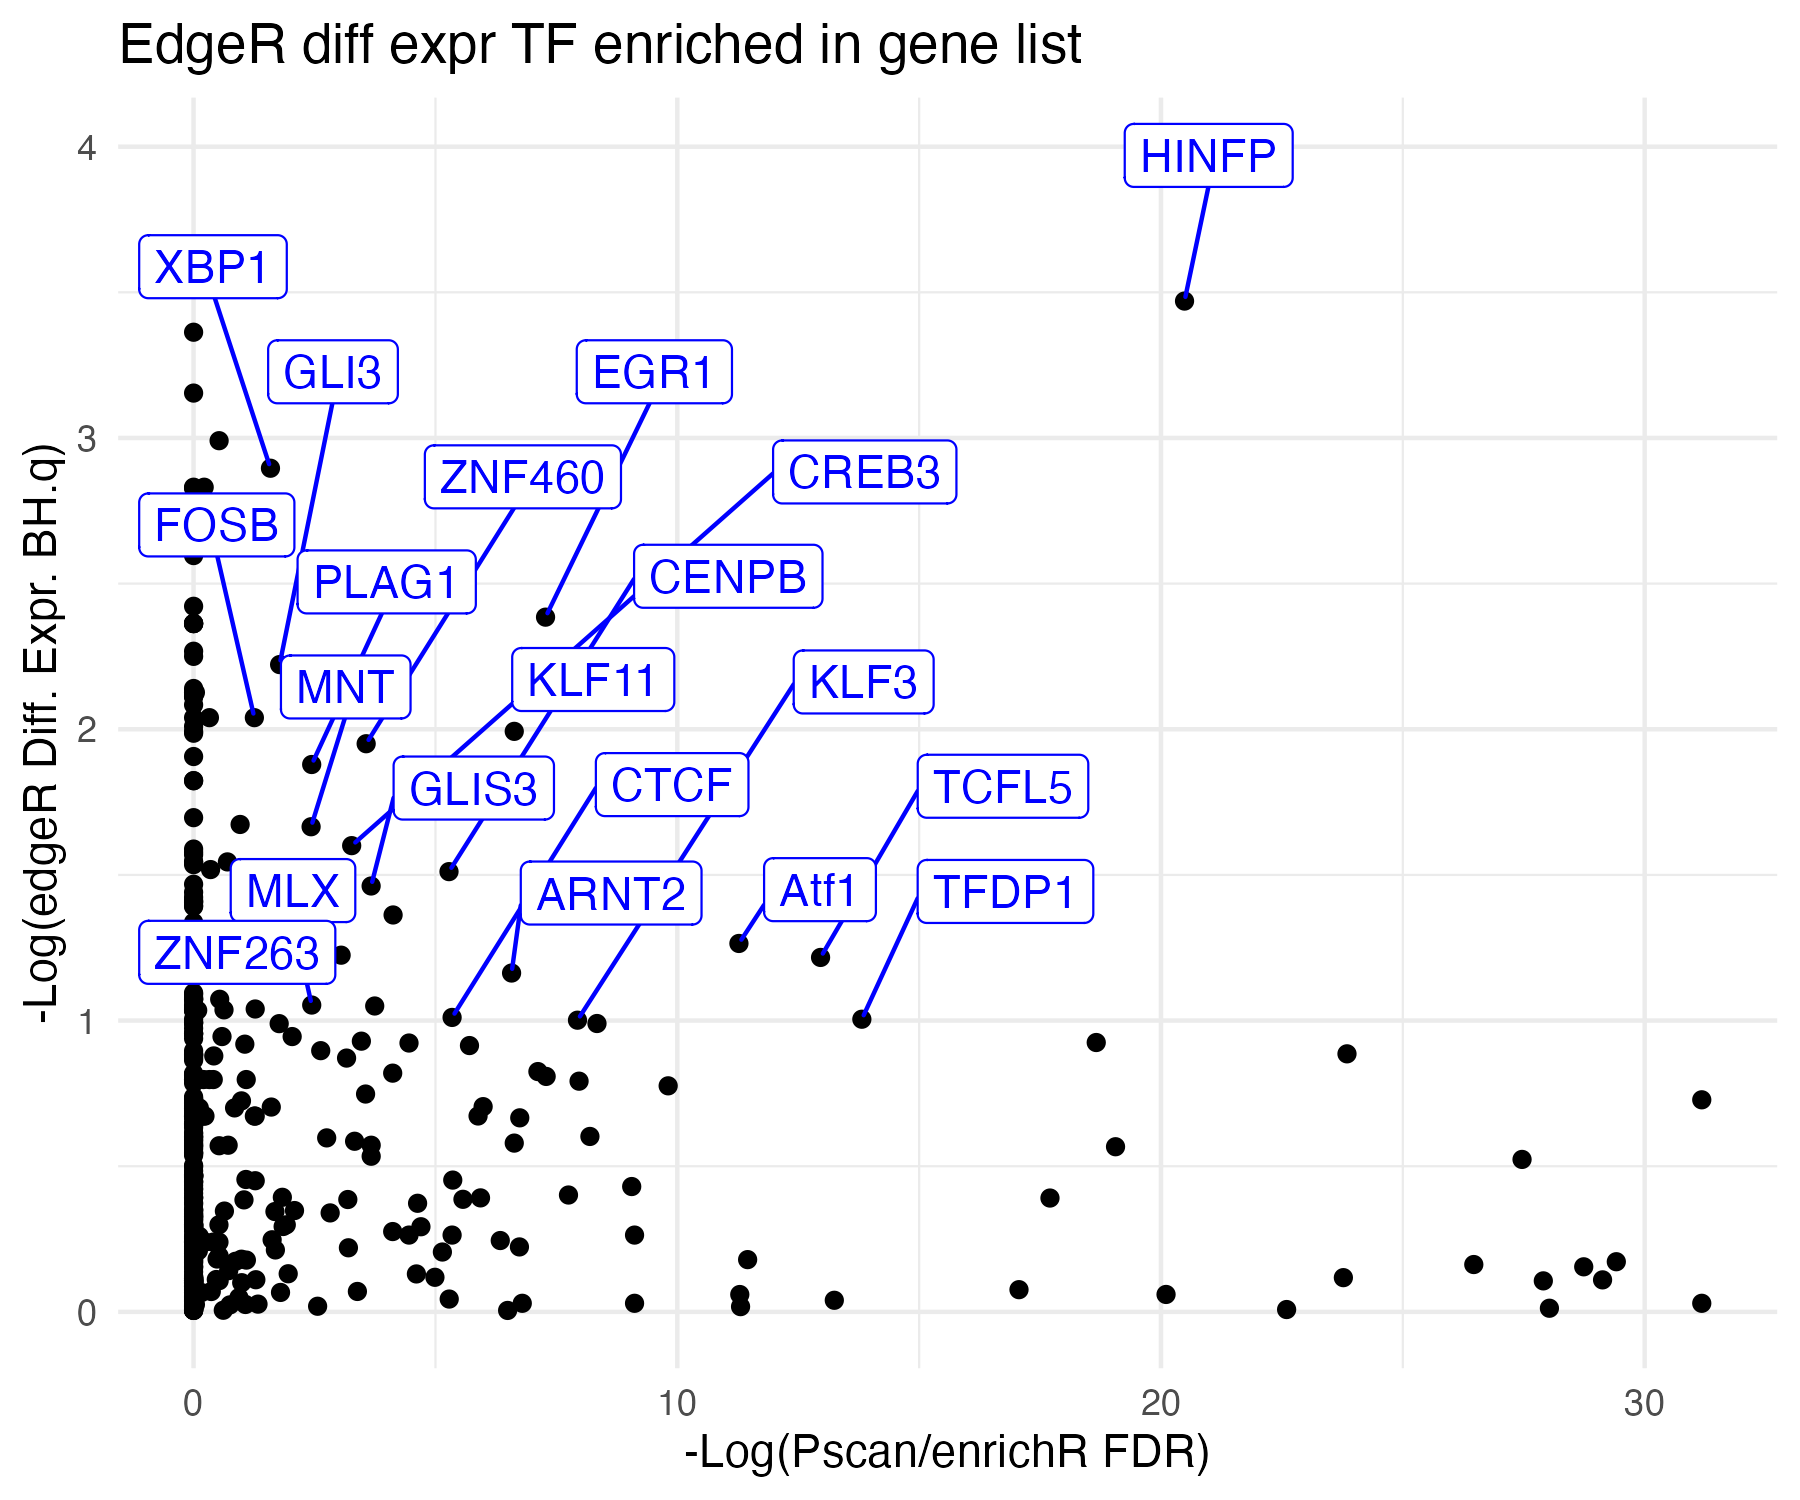 EdgeR diff expr TF enriched in gene list
HINFP
XBP1
GLI3
EGR1
ZNF460
CREB3
FOSB
PLAG1
CENPB
MNT
KLF11
KLF3
GLIS3
CTCF
TCFL5
MLX
ARNT2
Atf1
TFDP1
ZNF263
4
3
2
1
0
0
10
20
30
-Log(edgeR Diff. Expr. BH.q)
-Log(Pscan/enrichR FDR)